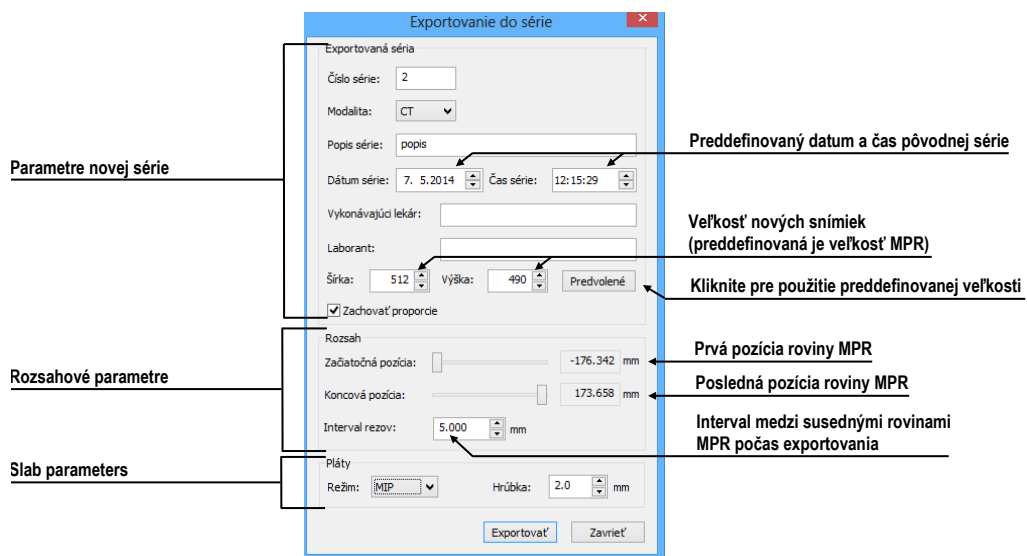 Exportovanie do série
Exportovaná séria
Číslo série: 2
Modalita: CT
Popis série: popis
Dátum série: 7. 5.2014 Čas série: 12:15:29
Vykonávajúci lekár:
Laborant:
Šírka: 512 Výška: 490 Predvolené
Zachovať proporcie
Rozsah
Začiatočná pozícia: -176.342 mm
Koncová pozícia: 173.658 mm
Interval rezov: 5.000 mm
Pláty
Režim: MIP Hrúbka: 2.0 mm
Exportovať Zavrieť
Parametre novej série
Rozsahové parametre
Slab parameters
Preddefinovaný datum a čas pôvodnej série
Veľkosť nových snímiek
(preddefinovaná je veľkosť MPR)
Kliknite pre použitie preddefinovanej veľkosti
Prvá pozícia roviny MPR
Posledná pozícia roviny MPR
Interval medzi susednými rovinami
MPR počas exportovania